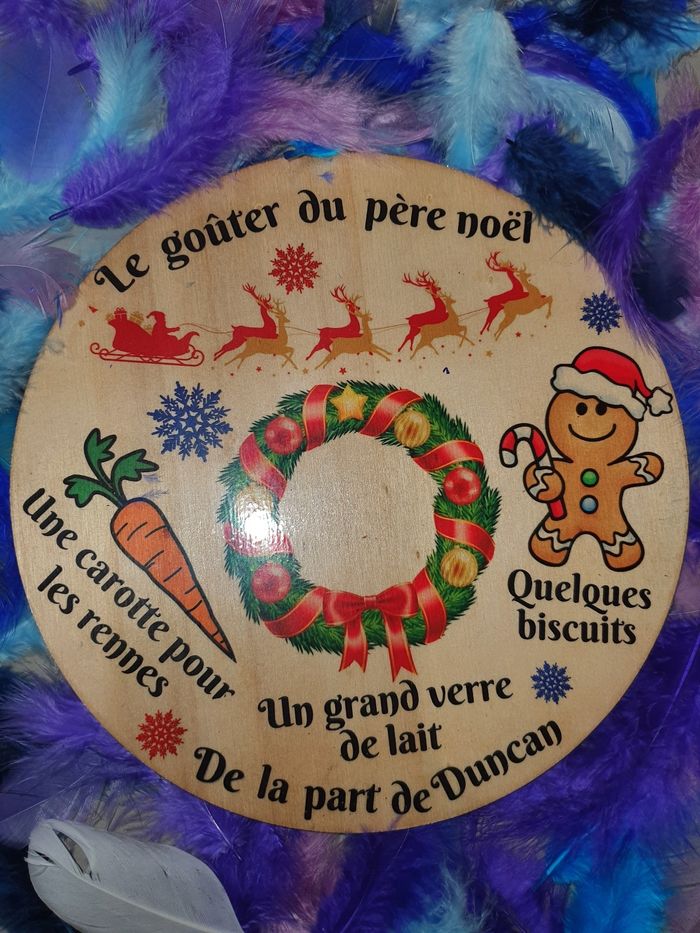 Le goûter du père noël
Une carotte pour
les rennes
Quelques
biscuits
Un grand verre
de lait
De la part de Duncan